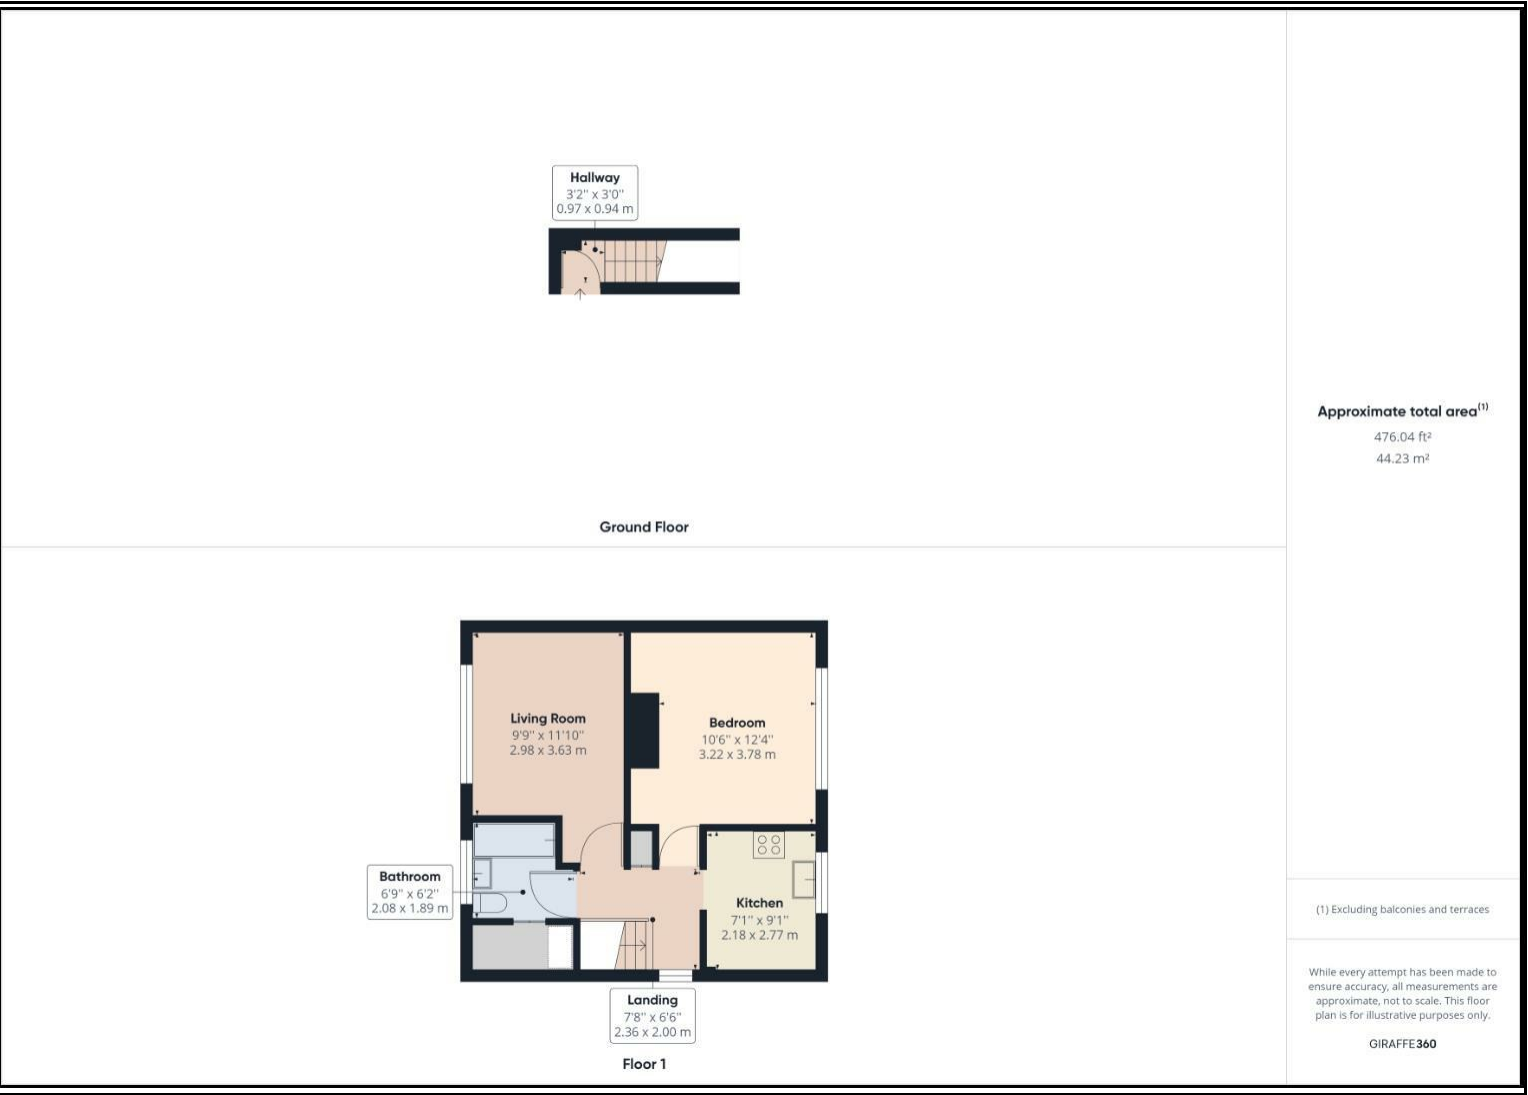 Hallway
3'2" x 3'0"
0.97 x 0.94 m
Approximate total area(1)
476.04 ft²
44.23 m²
Ground Floor
Living Room
9'9" x 11'10"
2.98 x 3.63 m
Bedroom
10'6" x 12'4"
3.22 x 3.78 m
Bathroom
6'9" x 6'2"
2.08 x 1.89 m
Kitchen
7'1" x 9'1"
2.18 x 2.77 m
Landing
7'8" x 6'6"
2.36 x 2.00 m
Floor 1
(1) Excluding balconies and terraces
While every attempt has been made to
ensure accuracy, all measurements are
approximate, not to scale. This floor
plan is for illustrative purposes only.
GIRAFFE360